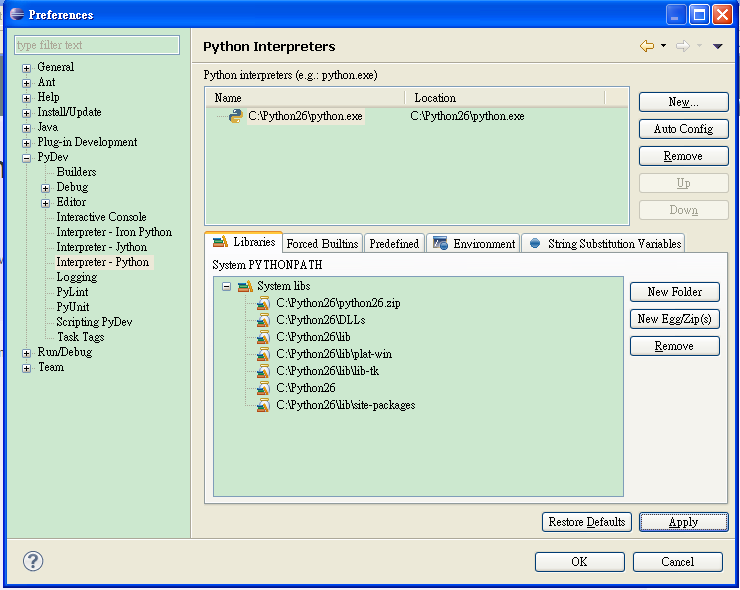 Preferences
type filter text
General
Ant
Help
Install/Update
Java
Plug-in Development
PyDev
Builders
Debug
Editor
Interactive Console
Interpreter - Iron Python
Interpreter - Jython
Interpreter - Python
Logging
PyLint
PyUnit
Scripting PyDev
Task Tags
Run/Debug
Team
Python Interpreters
Python interpreters (e.g.: python.exe)
Name Location
C:\Python26\python.exe C:\Python26\python.exe
New...
Auto Config
Remove
Up
Down
Libraries Forced Builtins Predefined Environment String Substitution Variables
System PYTHONPATH
System libs
C:\Python26\python26.zip
C:\Python26\DLLs
C:\Python26\lib
C:\Python26\lib\plat-win
C:\Python26\lib\lib-tk
C:\Python26
C:\Python26\lib\site-packages
New Folder
New Egg/Zip(s)
Remove
Restore Defaults Apply
OK Cancel